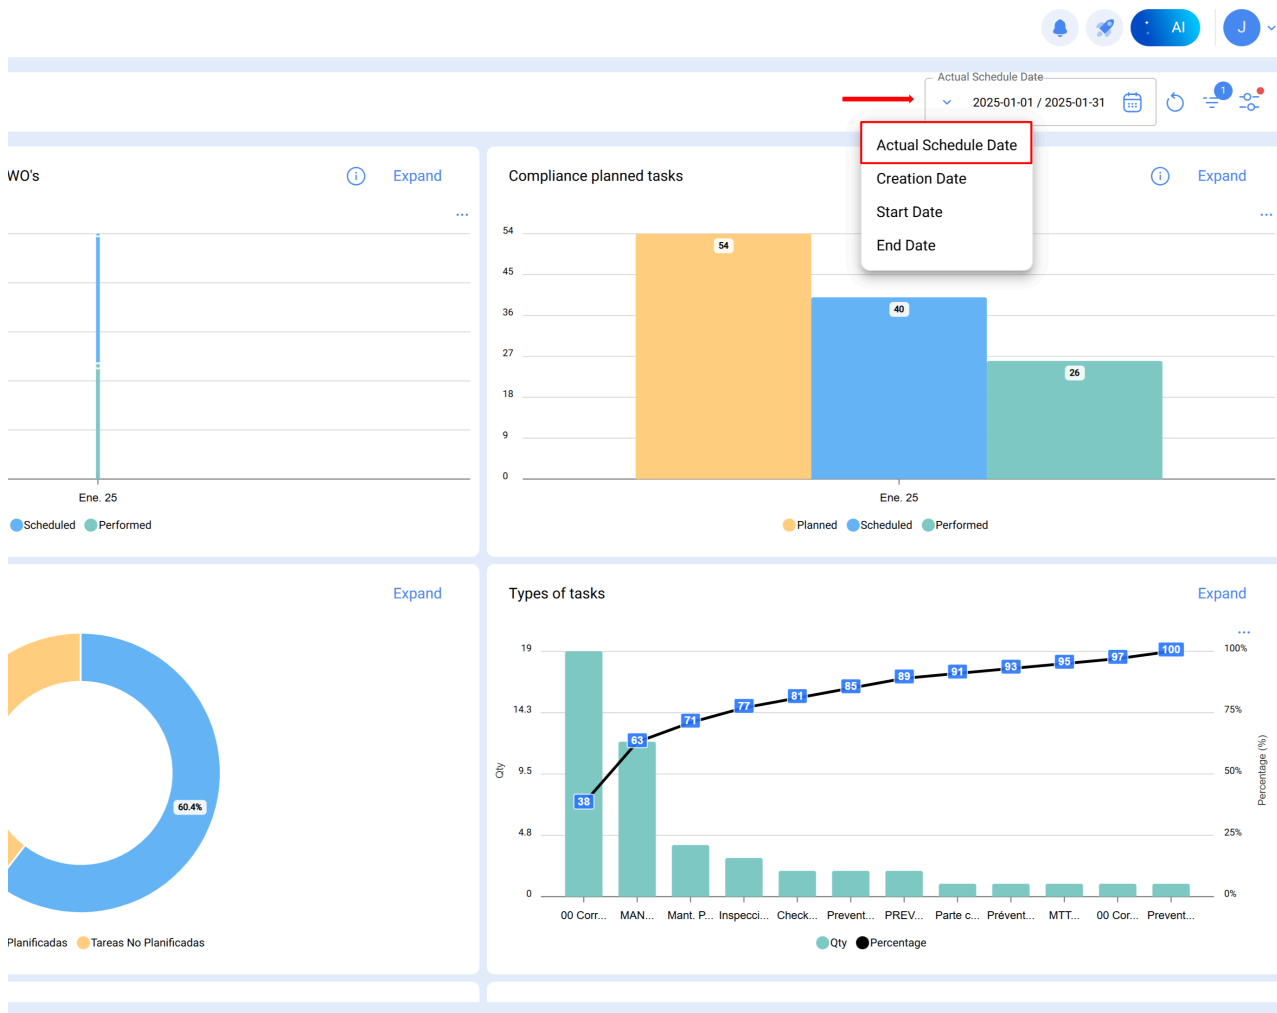 AI
J
Actual Schedule Date
2025-01-01 / 2025-01-31
1
Actual Schedule Date
Creation Date
Start Date
End Date
WO's
Expand
...
Ene. 25
Scheduled
Performed
Compliance planned tasks
Expand
...
54
45
36
27
18
9
0
54
40
26
Ene. 25
Planned
Scheduled
Performed
Expand
60.4%
Planificadas
Tareas No Planificadas
Types of tasks
Expand
...
19
14.3
9.5
4.8
0
Qty
38
63
71
77
81
85
89
91
93
95
97
100
100%
75%
50%
25%
0%
Percentage (%)
00 Corr...
MAN...
Mant. P...
Inspecci...
Check...
Prevent...
PREV...
Parte c...
Prévent...
MTT...
00 Cor...
Prevent...
Qty
Percentage